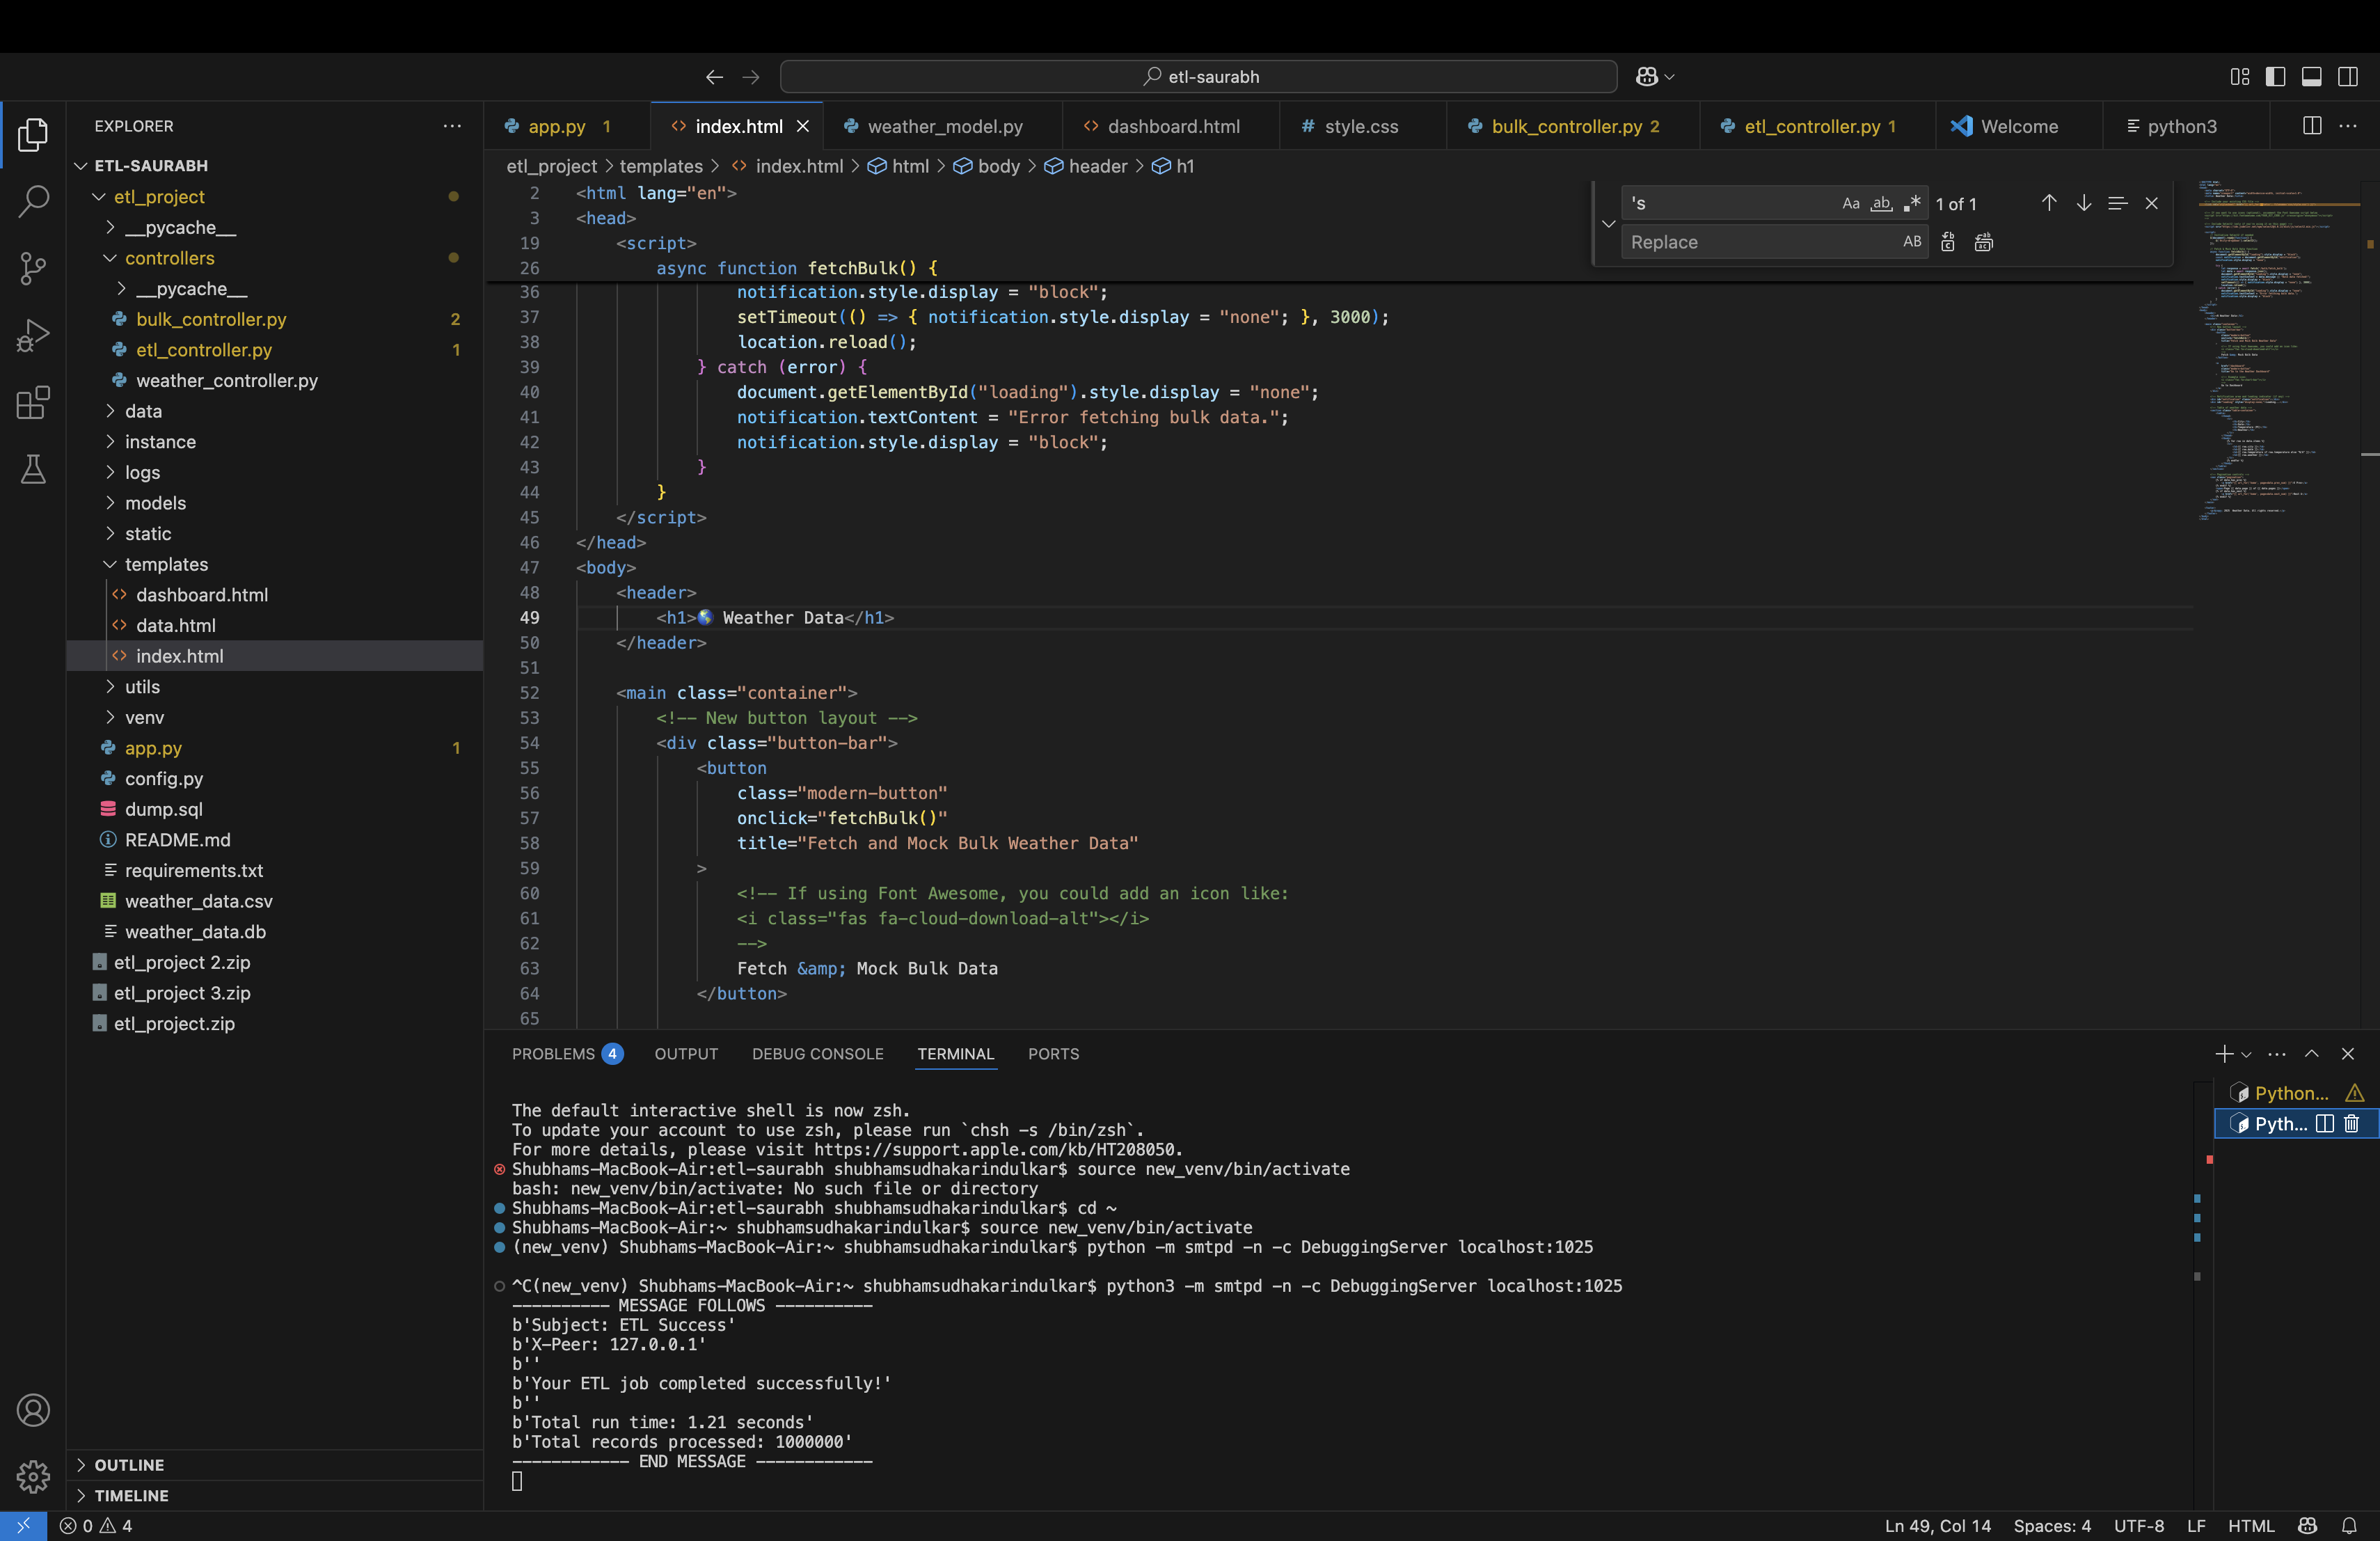 etl-saurabh
EXPLORER
ETL-SAURABH
etl_project
__pycache__
controllers
__pycache__
bulk_controller.py 2
etl_controller.py 1
weather_controller.py
data
instance
logs
models
static
templates
dashboard.html
data.html
index.html
utils
venv
app.py 1
config.py
dump.sql
README.md
requirements.txt
weather_data.csv
weather_data.db
etl_project 2.zip
etl_project 3.zip
etl_project.zip
OUTLINE
TIMELINE
app.py 1 index.html weather_model.py dashboard.html # style.css bulk_controller.py 2 etl_controller.py 1 Welcome python3
etl_project > templates > index.html > html > body > header > h1
's Aa ab 1 of 1
Replace AB
2 <html lang="en">
3 <head>
19 <script>
26 async function fetchBulk() {
36 notification.style.display = "block";
37 setTimeout(() => { notification.style.display = "none"; }, 3000);
38 location.reload();
39 } catch (error) {
40 document.getElementById("loading").style.display = "none";
41 notification.textContent = "Error fetching bulk data.";
42 notification.style.display = "block";
43 }
44 }
45 </script>
46 </head>
47 <body>
48 <header>
49 <h1>🌎 Weather Data</h1>
50 </header>
51
52 <main class="container">
53 <!-- New button layout -->
54 <div class="button-bar">
55 <button
56 class="modern-button"
57 onclick="fetchBulk()"
58 title="Fetch and Mock Bulk Weather Data"
59 >
60 <!-- If using Font Awesome, you could add an icon like:
61 <i class="fas fa-cloud-download-alt"></i>
62 -->
63 Fetch &amp; Mock Bulk Data
64 </button>
65
PROBLEMS 4 OUTPUT DEBUG CONSOLE TERMINAL PORTS
Python...
Pyth...
The default interactive shell is now zsh.
To update your account to use zsh, please run `chsh -s /bin/zsh`.
For more details, please visit https://support.apple.com/kb/HT208050.
Shubhams-MacBook-Air:etl-saurabh shubhamsudhakarindulkar$ source new_venv/bin/activate
bash: new_venv/bin/activate: No such file or directory
Shubhams-MacBook-Air:etl-saurabh shubhamsudhakarindulkar$ cd ~
Shubhams-MacBook-Air:~ shubhamsudhakarindulkar$ source new_venv/bin/activate
(new_venv) Shubhams-MacBook-Air:~ shubhamsudhakarindulkar$ python -m smtpd -n -c DebuggingServer localhost:1025
^C(new_venv) Shubhams-MacBook-Air:~ shubhamsudhakarindulkar$ python3 -m smtpd -n -c DebuggingServer localhost:1025
---------- MESSAGE FOLLOWS ----------
b'Subject: ETL Success'
b'X-Peer: 127.0.0.1'
b''
b'Your ETL job completed successfully!'
b''
b'Total run time: 1.21 seconds'
b'Total records processed: 1000000'
------------ END MESSAGE ------------
0 4 Ln 49, Col 14 Spaces: 4 UTF-8 LF HTML